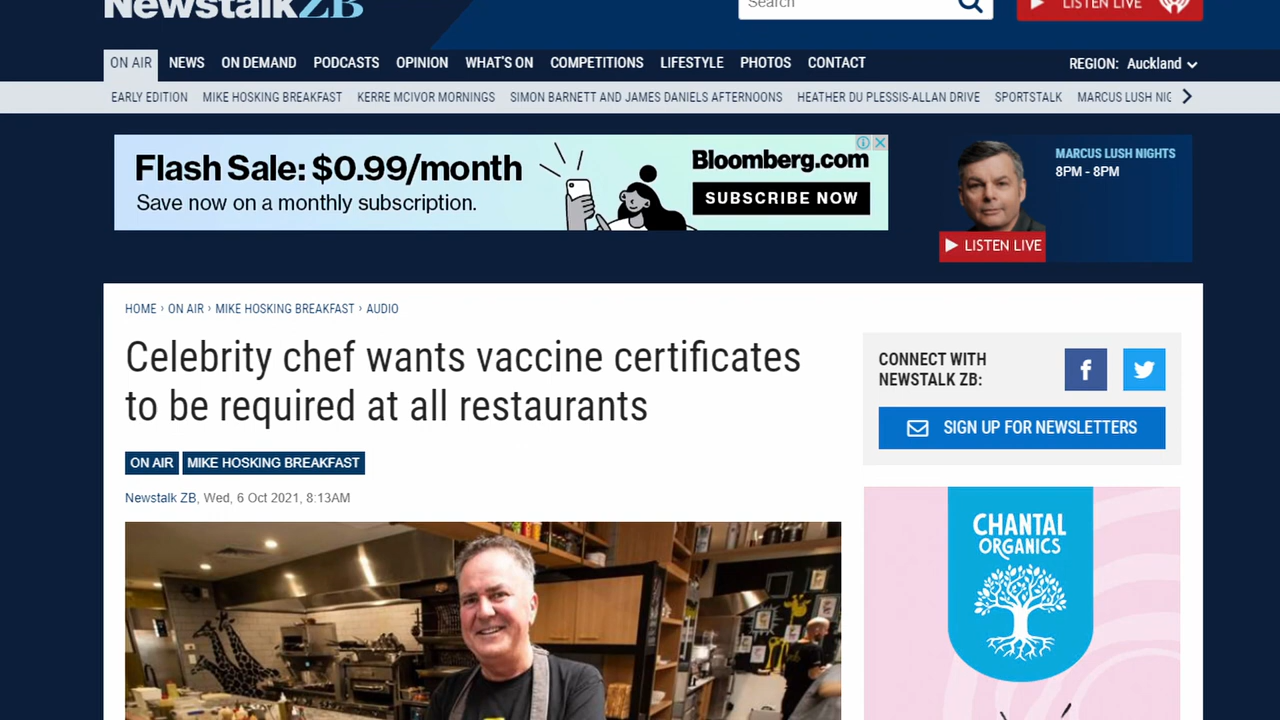 NewstalkZB
Search
LISTEN LIVE
ON AIR NEWS ON DEMAND PODCASTS OPINION WHAT'S ON COMPETITIONS LIFESTYLE PHOTOS CONTACT
REGION: Auckland
EARLY EDITION MIKE HOSKING BREAKFAST KERRE MCIVOR MORNINGS SIMON BARNETT AND JAMES DANIELS AFTERNOONS HEATHER DU PLESSIS-ALLAN DRIVE SPORTSTALK MARCUS LUSH NIG
Flash Sale: $0.99/month
Save now on a monthly subscription.
Bloomberg.com
SUBSCRIBE NOW
MARCUS LUSH NIGHTS
8PM - 8PM
LISTEN LIVE
HOME › ON AIR › MIKE HOSKING BREAKFAST › AUDIO
Celebrity chef wants vaccine certificates
to be required at all restaurants
ON AIR MIKE HOSKING BREAKFAST
Newstalk ZB, Wed, 6 Oct 2021, 8:13AM
CONNECT WITH
NEWSTALK ZB:
SIGN UP FOR NEWSLETTERS
CHANTAL
ORGANICS